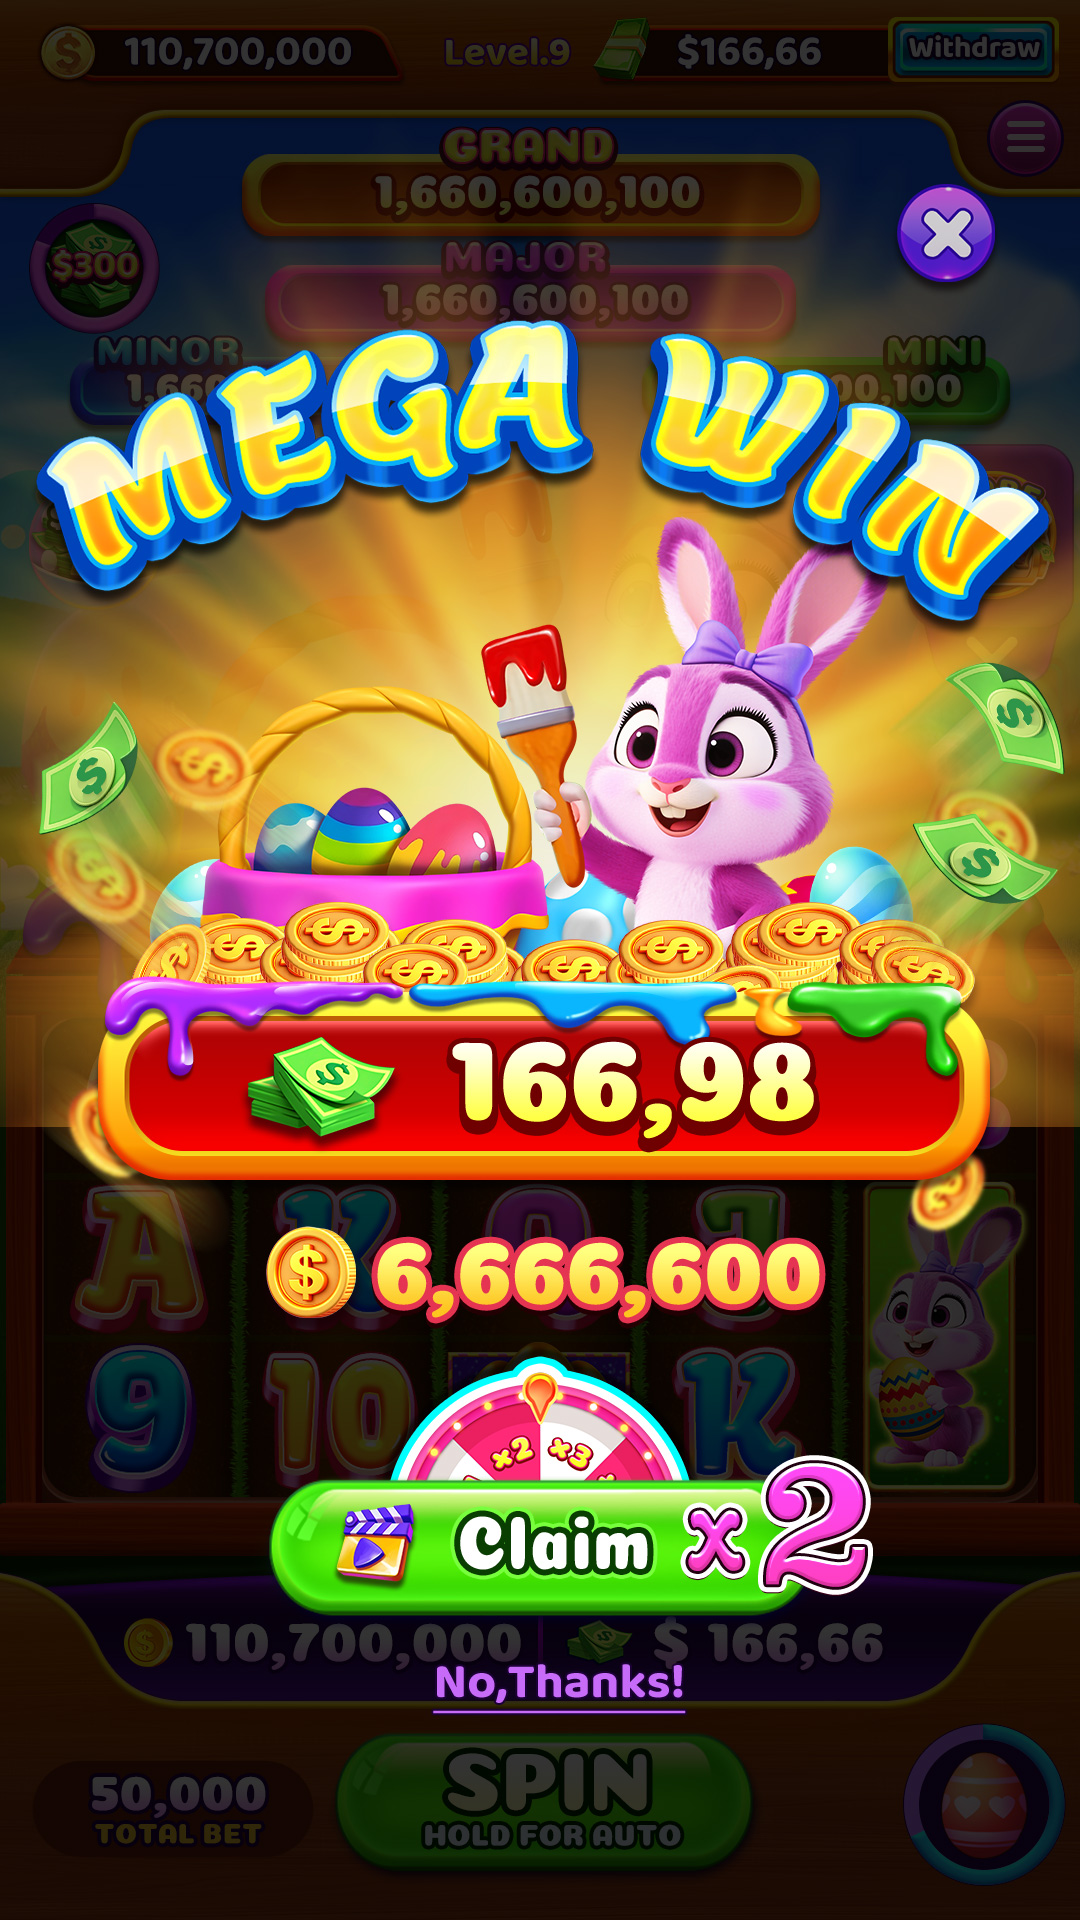 110,700,000 Level.9 $166,66 Withdraw
GRAND
1,660,600,100
$300
MAJOR
1,660,600,100
MINOR MINI
MEGA WIN
166,98
6,666,600
A K Q J
9 10 K
x2 x3
Claim x2
110,700,000 $ 166,66
No,Thanks!
50,000 SPIN
TOTAL BET HOLD FOR AUTO